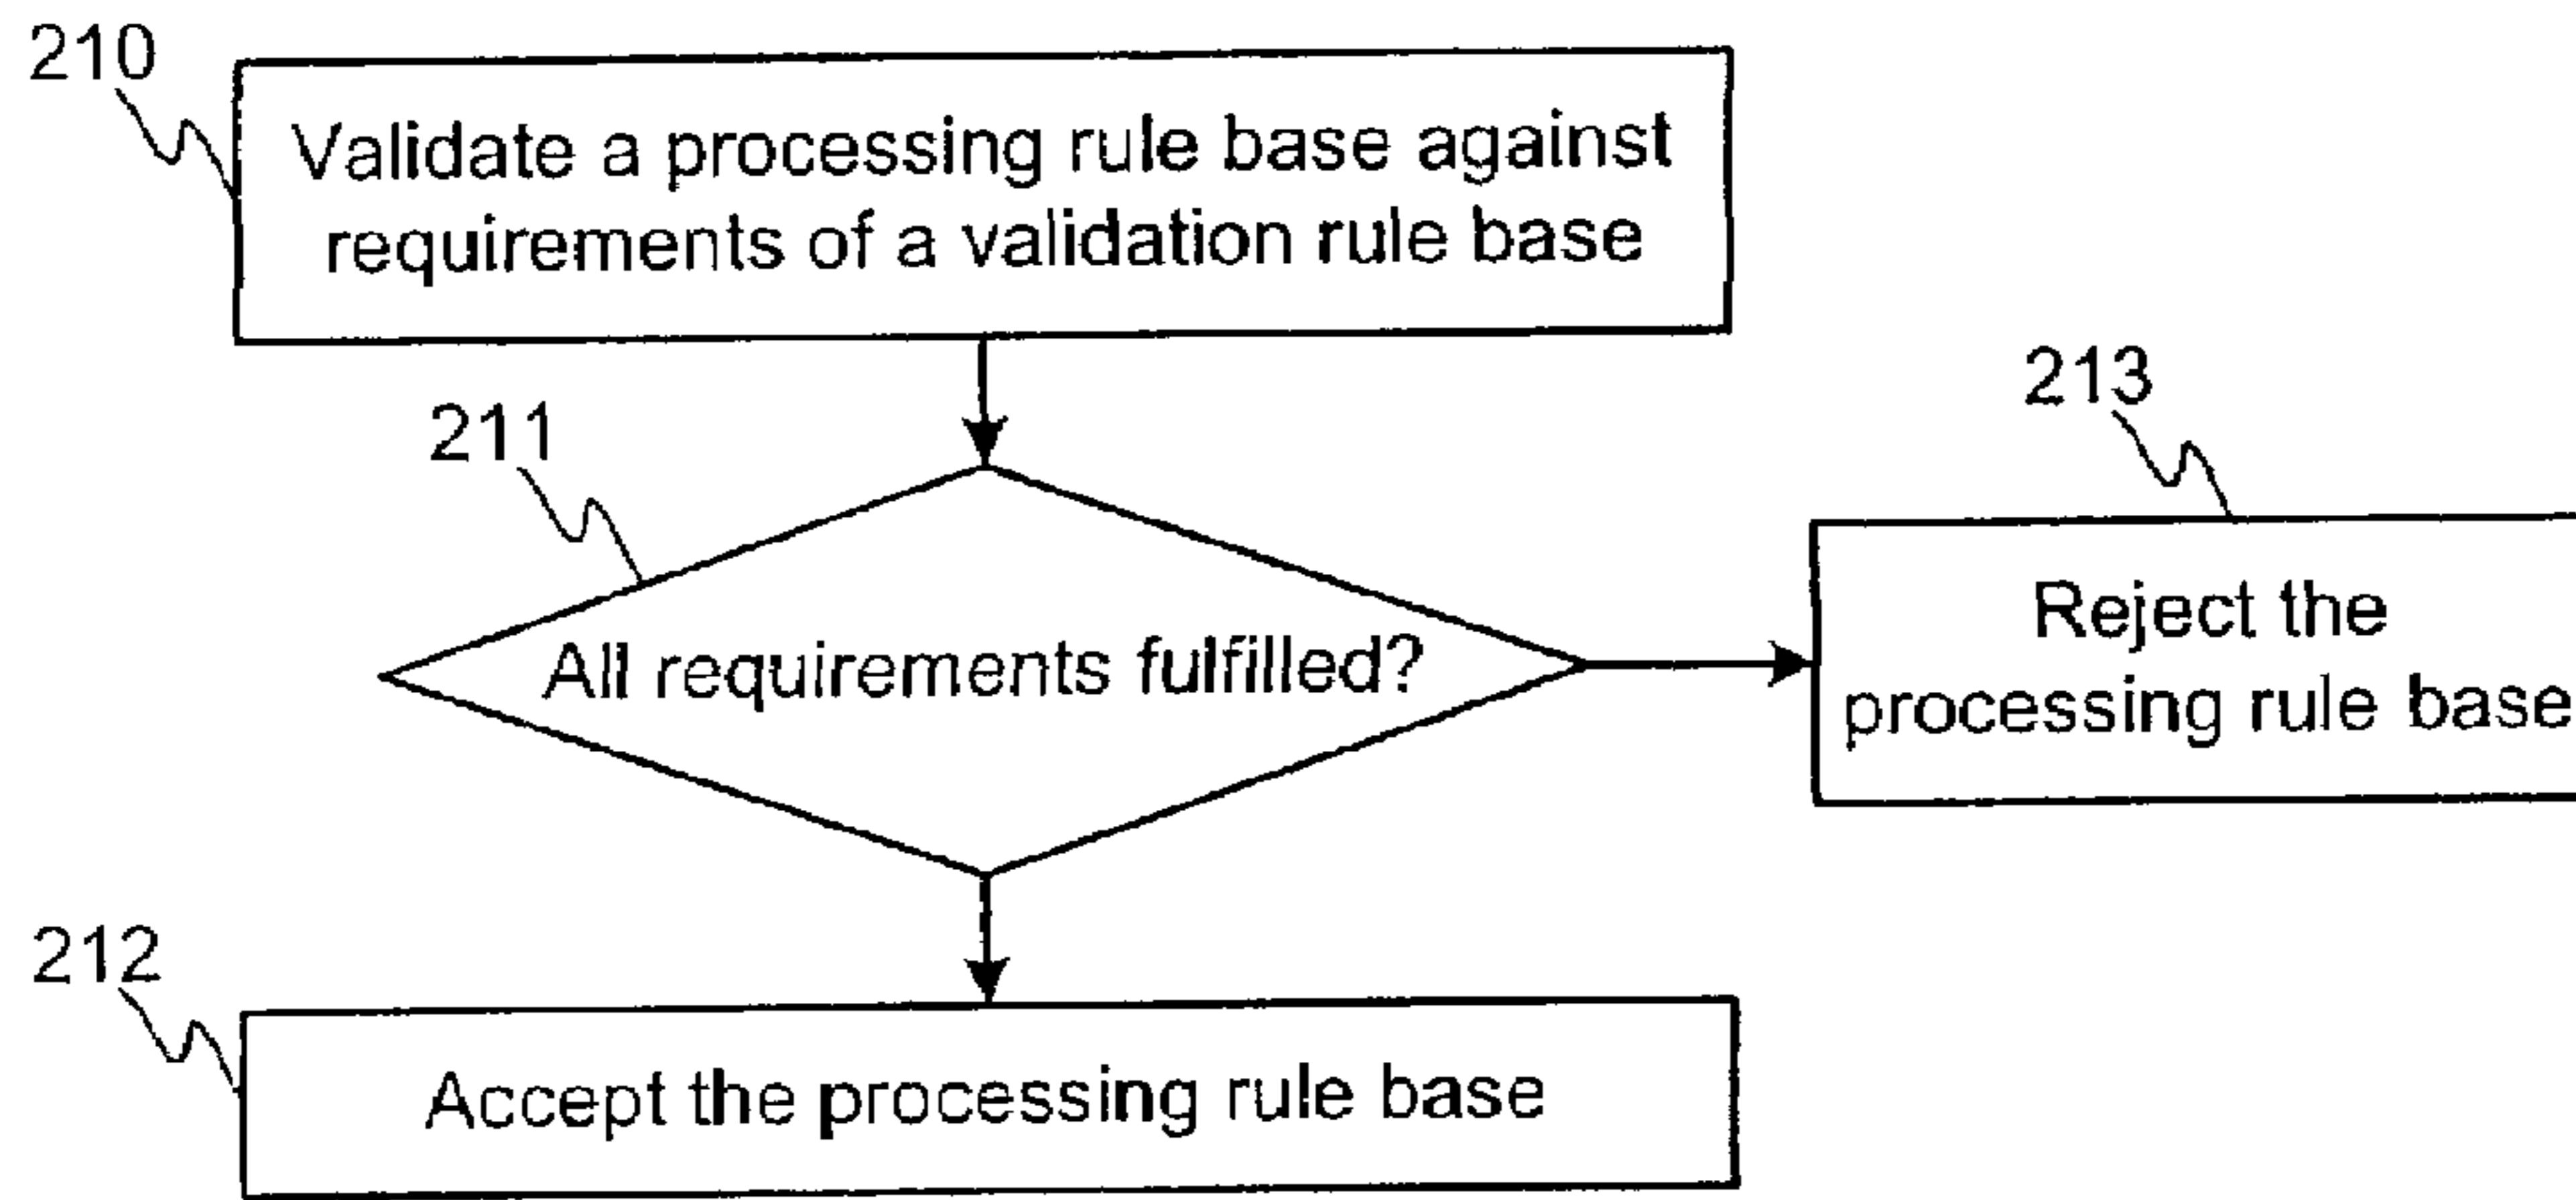 210
Validate a processing rule base against
requirements of a validation rule base
211
All requirements fulfilled?
213
Reject the
processing rule base
212
Accept the processing rule base